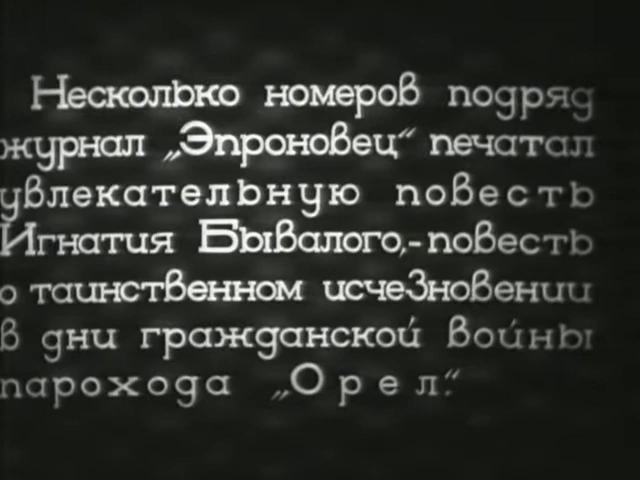 Несколько номеров подряд
журнал „Эпроновец“ печатал
увлекательную повесть
Игнатия Бывалого,-повесть
о таинственном исчезновении
в дни гражданской войны
парохода „Орел“.